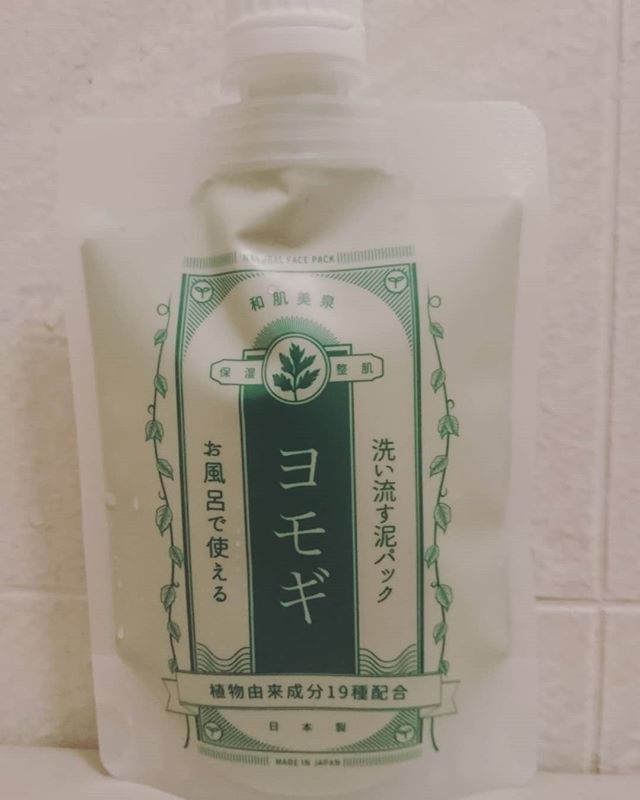 NATURAL FACE PACK
和肌美泉
保湿 整肌
ヨモギ
洗い流す泥パック
お風呂で使える
植物由来成分19種配合
日本製
MADE IN JAPAN